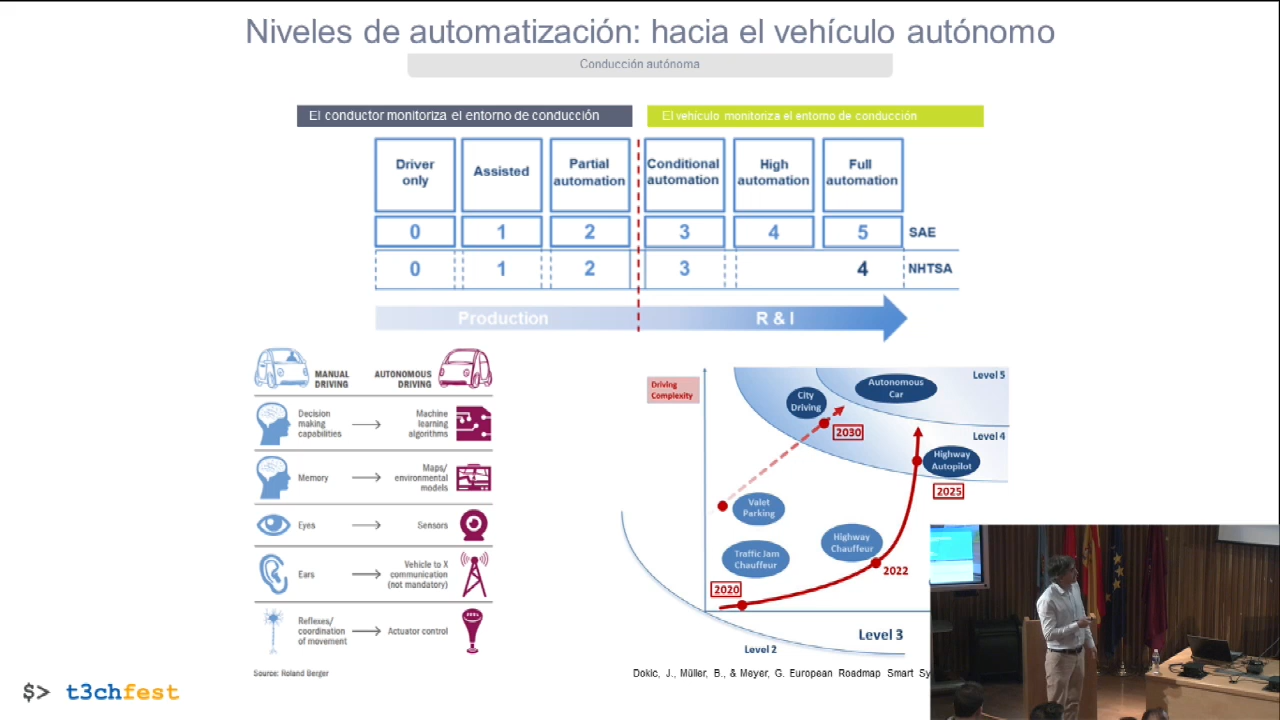 Niveles de automatización: hacia el vehículo autónomo
Conducción autónoma
El conductor monitoriza el entorno de conducción
El vehículo monitoriza el entorno de conducción
Driver only
Assisted
Partial automation
Conditional automation
High automation
Full automation
0 1 2 3 4 5 SAE
0 1 2 3 4 NHTSA
Production
R & I
MANUAL DRIVING
AUTONOMOUS DRIVING
Decision making capabilities
Machine learning algorithms
Memory
Maps/ environmental models
Eyes
Sensors
Ears
Vehicle to X communication (not mandatory)
Reflexes/ coordination of movement
Actuator control
Source: Roland Berger
Driving Complexity
Level 5
Autonomous Car
City Driving
2030
Level 4
Highway Autopilot
2025
Valet Parking
Highway Chauffeur
Traffic Jam Chauffeur
2022
2020
Level 3
Level 2
Dokic, J., Müller, B., & Meyer, G. European Roadmap Smart Sy
$> t3chfest